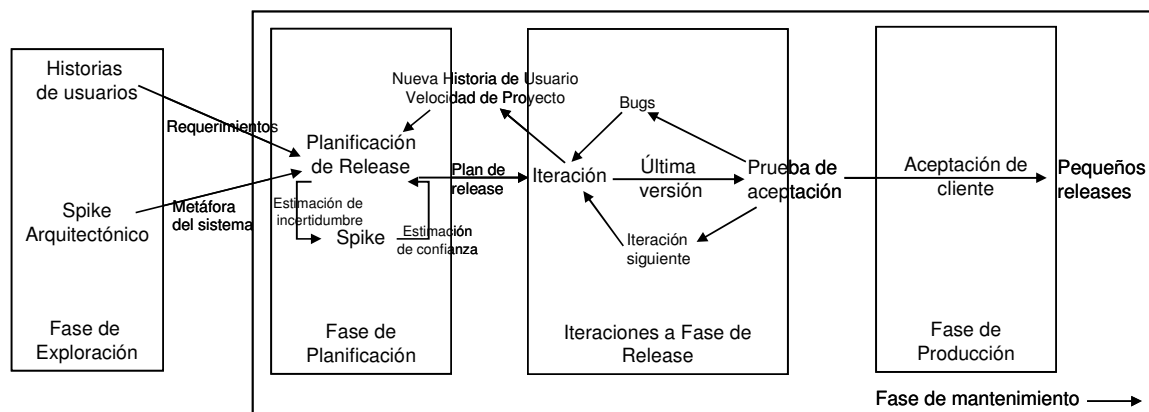 Historias
de usuarios
Requerimientos
Spike
Arquitectónico
Metáfora
del sistema
Fase de
Exploración
Nueva Historia de Usuario
Velocidad de Proyecto
Planificación
de Release
Estimación de
incertidumbre
Spike
Estimación
de confianza
Fase de
Planificación
Plan de
release
Bugs
Iteración
Última
versión
Prueba de
aceptación
Iteración
siguiente
Iteraciones a Fase de
Release
Aceptación de
cliente
Pequeños
releases
Fase de
Producción
Fase de mantenimiento